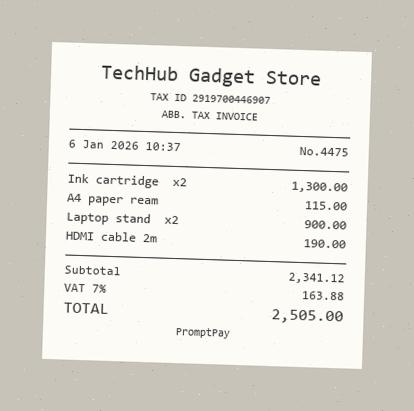 TechHub Gadget Store
TAX ID 2919700446907
ABB. TAX INVOICE
6 Jan 2026 10:37 No.4475
Ink cartridge x2 1,300.00
A4 paper ream 115.00
Laptop stand x2 900.00
HDMI cable 2m 190.00
Subtotal 2,341.12
VAT 7% 163.88
TOTAL 2,505.00
PromptPay